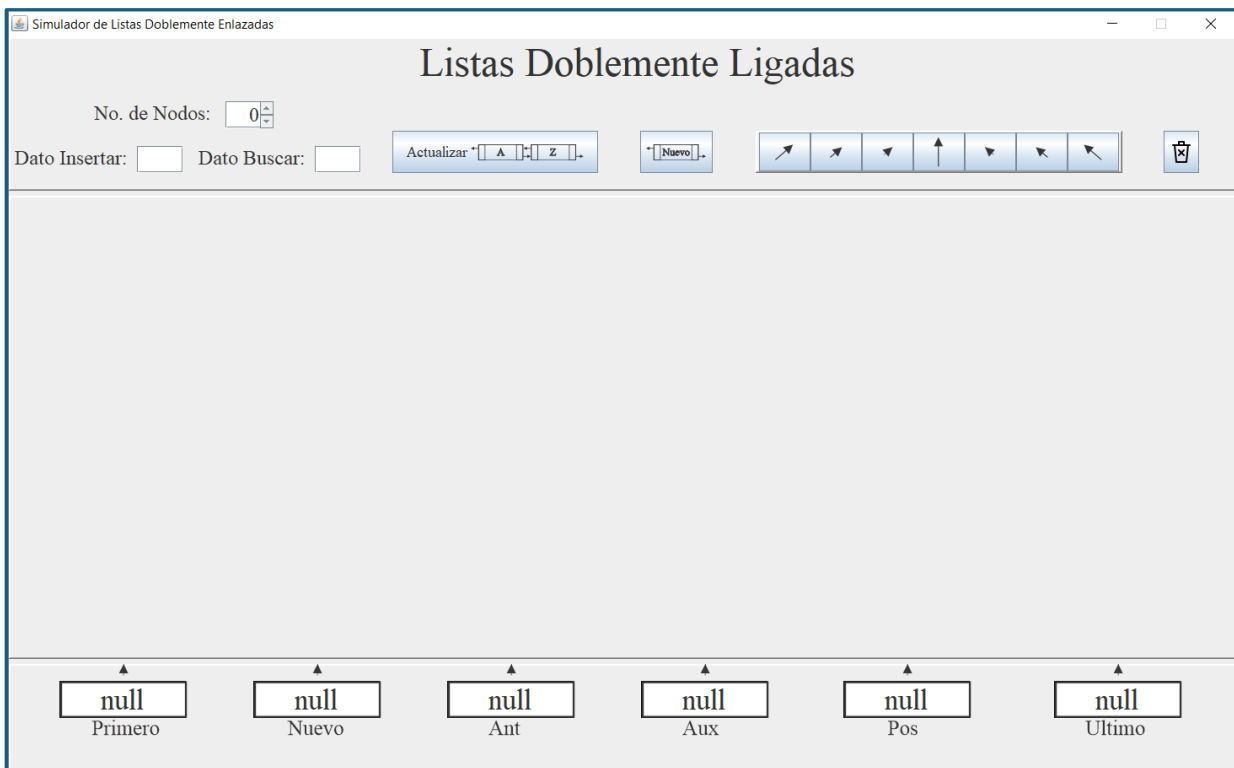 Simulador de Listas Doblemente Enlazadas
Listas Doblemente Ligadas
No. de Nodos: 0
Dato Insertar: Dato Buscar:
Actualizar A Z
Nuevo
null null null null null null
Primero Nuevo Ant Aux Pos Ultimo